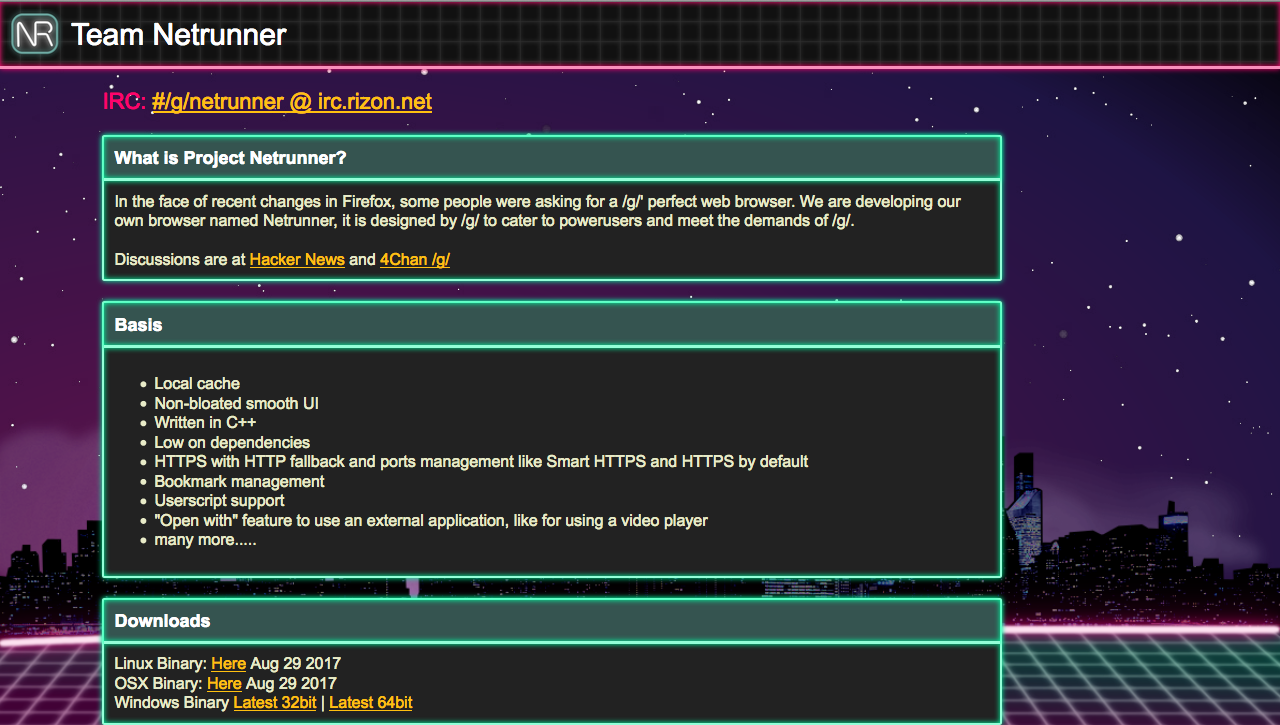 NR Team Netrunner
IRC: #/g/netrunner @ irc.rizon.net
What is Project Netrunner?
In the face of recent changes in Firefox, some people were asking for a /g/' perfect web browser. We are developing our
own browser named Netrunner, it is designed by /g/ to cater to powerusers and meet the demands of /g/.
Discussions are at Hacker News and 4Chan /g/
Basis
• Local cache
• Non-bloated smooth UI
• Written in C++
• Low on dependencies
• HTTPS with HTTP fallback and ports management like Smart HTTPS and HTTPS by default
• Bookmark management
• Userscript support
• "Open with" feature to use an external application, like for using a video player
• many more.....
Downloads
Linux Binary: Here Aug 29 2017
OSX Binary: Here Aug 29 2017
Windows Binary Latest 32bit | Latest 64bit